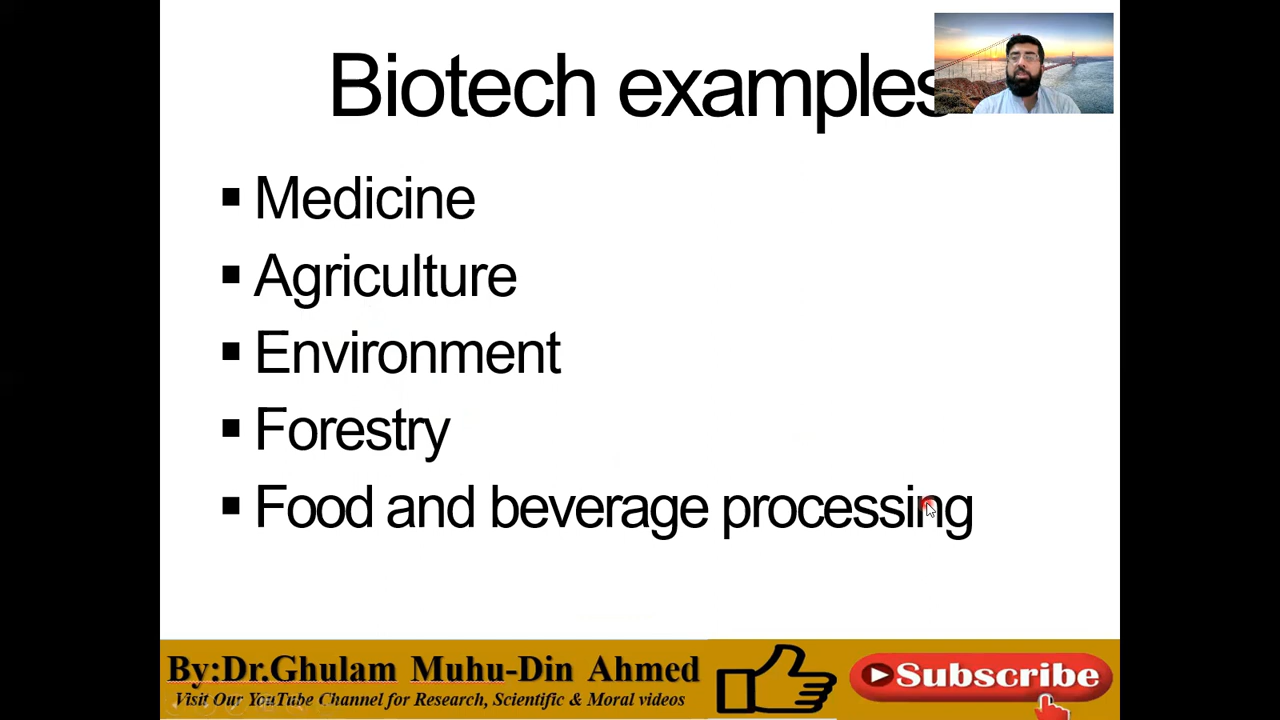 Biotech examples
Medicine
Agriculture
Environment
Forestry
Food and beverage processing
By:Dr.Ghulam Muhu-Din Ahmed
Visit Our YouTube Channel for Research, Scientific & Moral videos
Subscribe